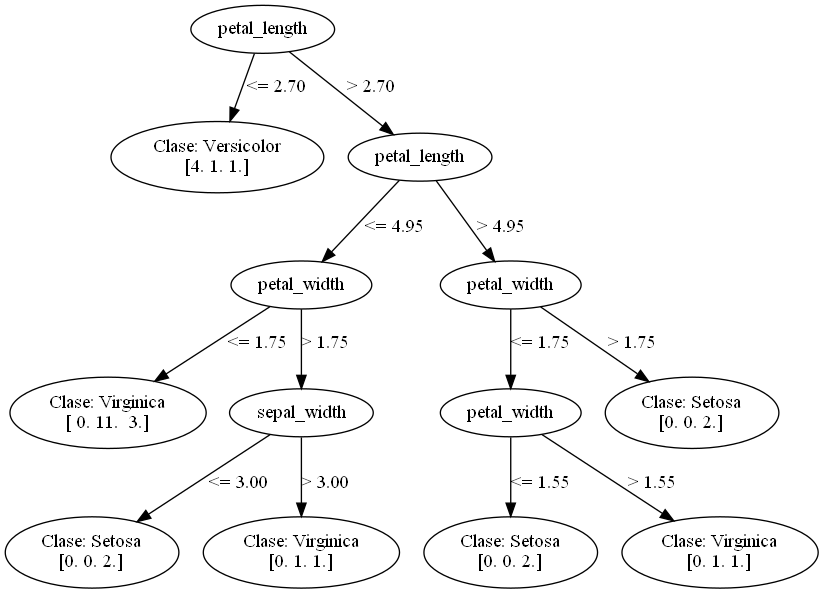 petal_length
<= 2.70
> 2.70
Clase: Versicolor
[4. 1. 1.]
petal_length
<= 4.95
> 4.95
petal_width
petal_width
<= 1.75
> 1.75
<= 1.75
> 1.75
Clase: Virginica
[ 0. 11.  3.]
sepal_width
petal_width
Clase: Setosa
[0. 0. 2.]
<= 3.00
> 3.00
<= 1.55
> 1.55
Clase: Setosa
[0. 0. 2.]
Clase: Virginica
[0. 1. 1.]
Clase: Setosa
[0. 0. 2.]
Clase: Virginica
[0. 1. 1.]